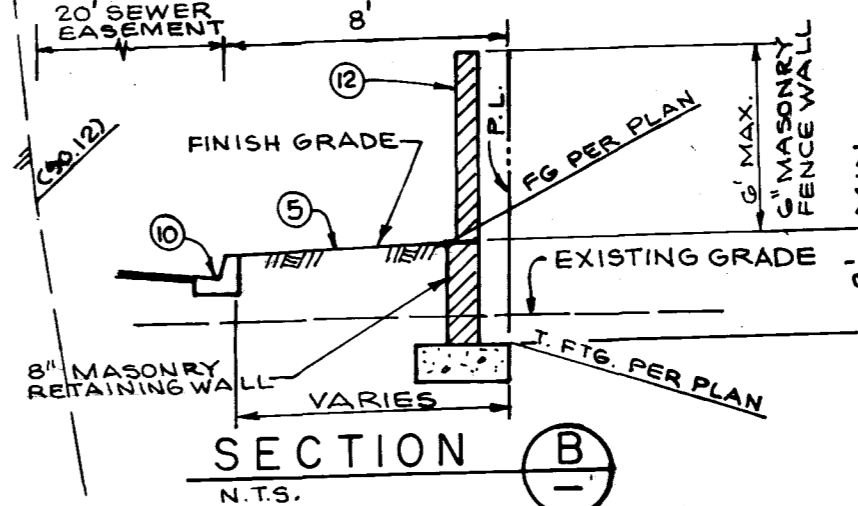 20' SEWER
EASEMENT
8'
12
P.L.
6' MAX.
6" MASONRY
FENCE WALL
(90.12)
FINISH GRADE
FG PER PLAN
5
10
EXISTING GRADE
8" MASONRY
RETAINING WALL
T. FTG. PER PLAN
VARIES
SECTION
B
N.T.S.